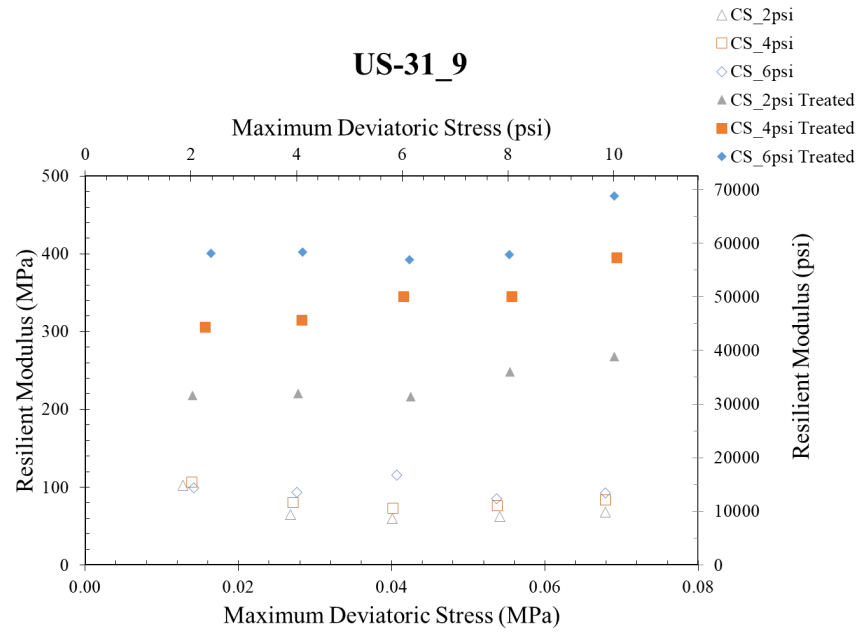 CS_2psi
CS_4psi
US-31_9
CS_6psi
CS_2psi Treated
Maximum Deviatoric Stress (psi)
CS_4psi Treated
0 2 4 6 8 10
CS_6psi Treated
500
70000
400
60000
50000
300
40000
200
30000
20000
100
10000
0
0
Resilient Modulus (MPa)
Resilient Modulus (psi)
0.00 0.02 0.04 0.06 0.08
Maximum Deviatoric Stress (MPa)